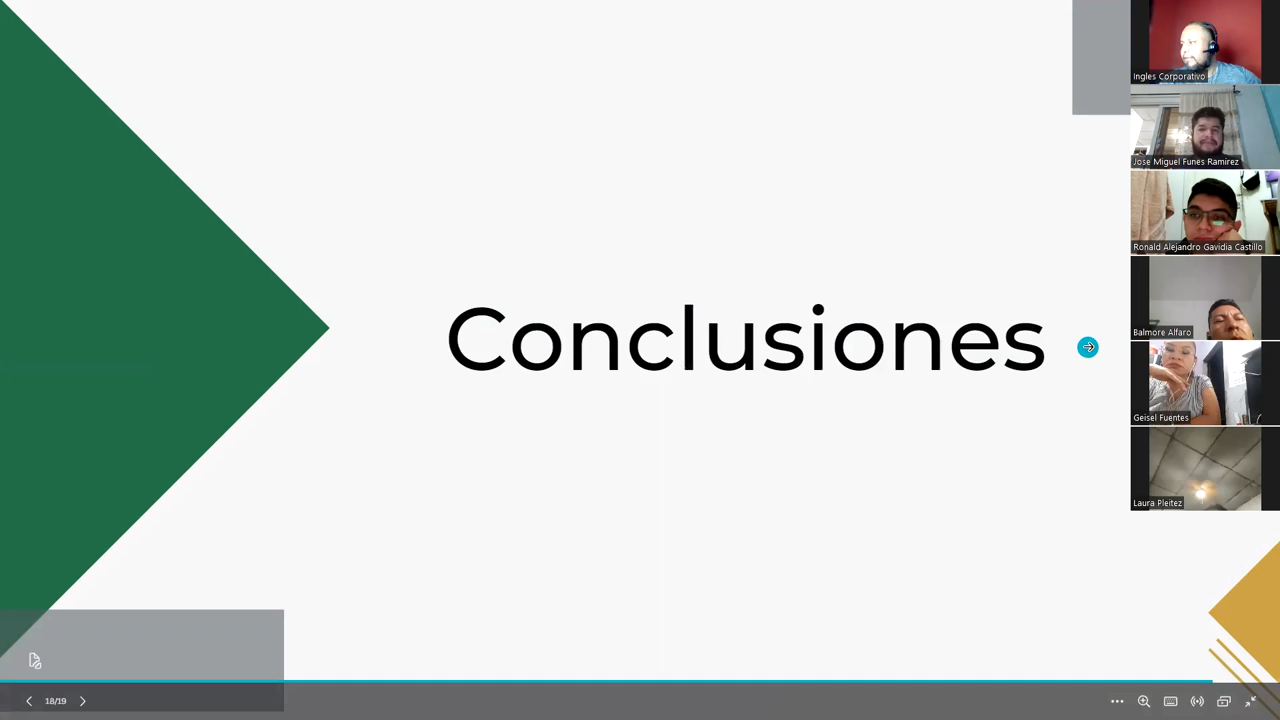 Conclusiones
Ingles Corporativo
Jose Miguel Funes Ramirez
Ronald Alejandro Gavidia Castillo
Balmore Alfaro
Geisel Fuentes
Laura Pleitez
18/19